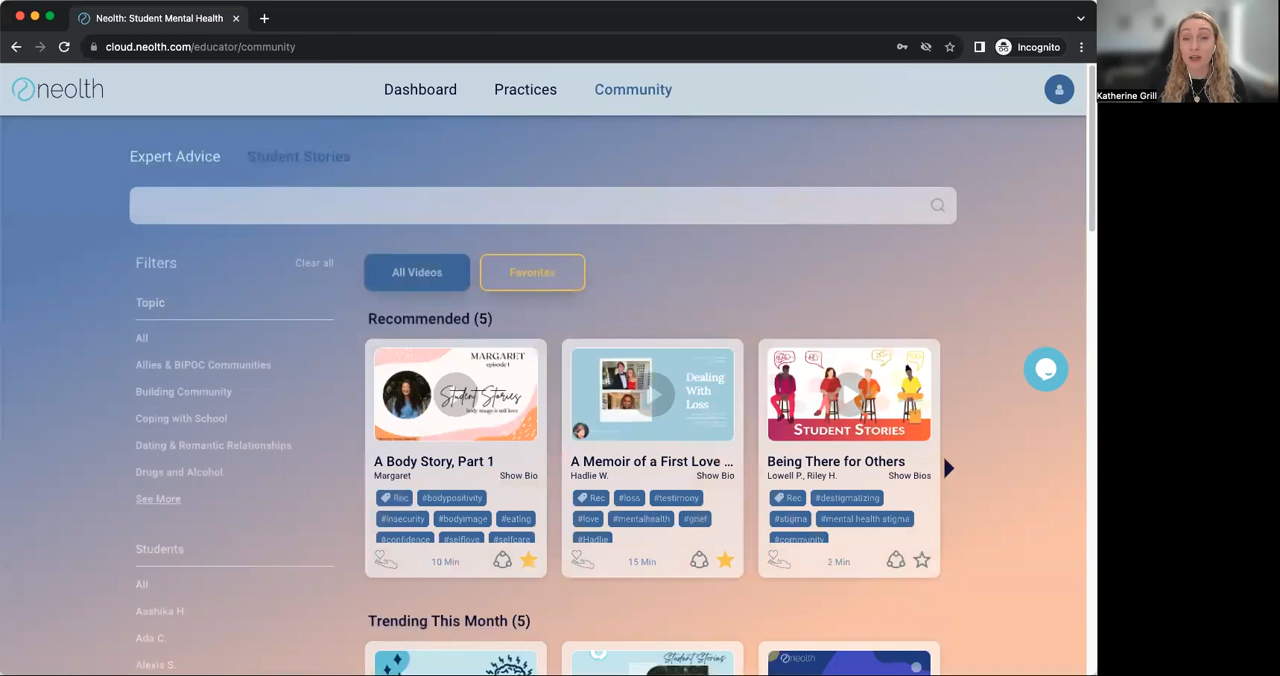 Neolth: Student Mental Health
cloud.neolth.com/educator/community
Incognito
neolth
Dashboard Practices Community
Katherine Grill
Expert Advice Student Stories
Filters Clear all
All Videos Favorites
Topic
Recommended (5)
All
Allies & BIPOC Communities
Building Community
Coping with School
Dating & Romantic Relationships
Drugs and Alcohol
See More
Students
All
Aashika H.
Ada C.
Alexis S.
MARGARET
episode 1
Student Stories
body image is self love
A Body Story, Part 1
Margaret Show Bio
Rec #bodypositivity
#insecurity #bodyimage #eating
#confidence #selflove #selfcare
10 Min
Dealing
With
Loss
A Memoir of a First Love ...
Hadlie W. Show Bio
Rec #loss #testimony
#love #mentalhealth #grief
#Hadlie
15 Min
STUDENT STORIES
Being There for Others
Lowell P., Riley H. Show Bios
Rec #destigmatizing
#stigma #mental health stigma
#community
2 Min
Trending This Month (5)
Student Stories
neolth